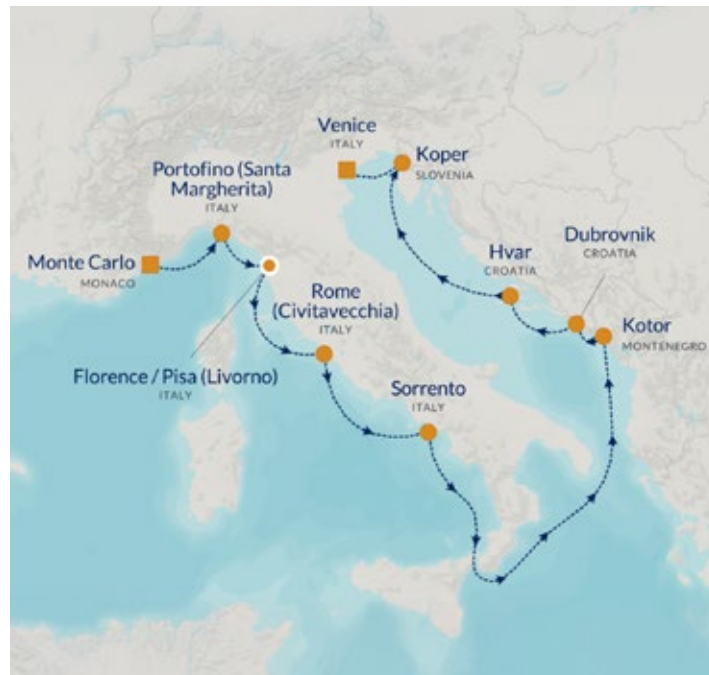 Venice
ITALY
Koper
SLOVENIA
Portofino (Santa
Margherita)
ITALY
Dubrovnik
CROATIA
Hvar
CROATIA
Monte Carlo
MONACO
Rome
(Civitavecchia)
ITALY
Kotor
MONTENEGRO
Florence / Pisa (Livorno)
ITALY
Sorrento
ITALY